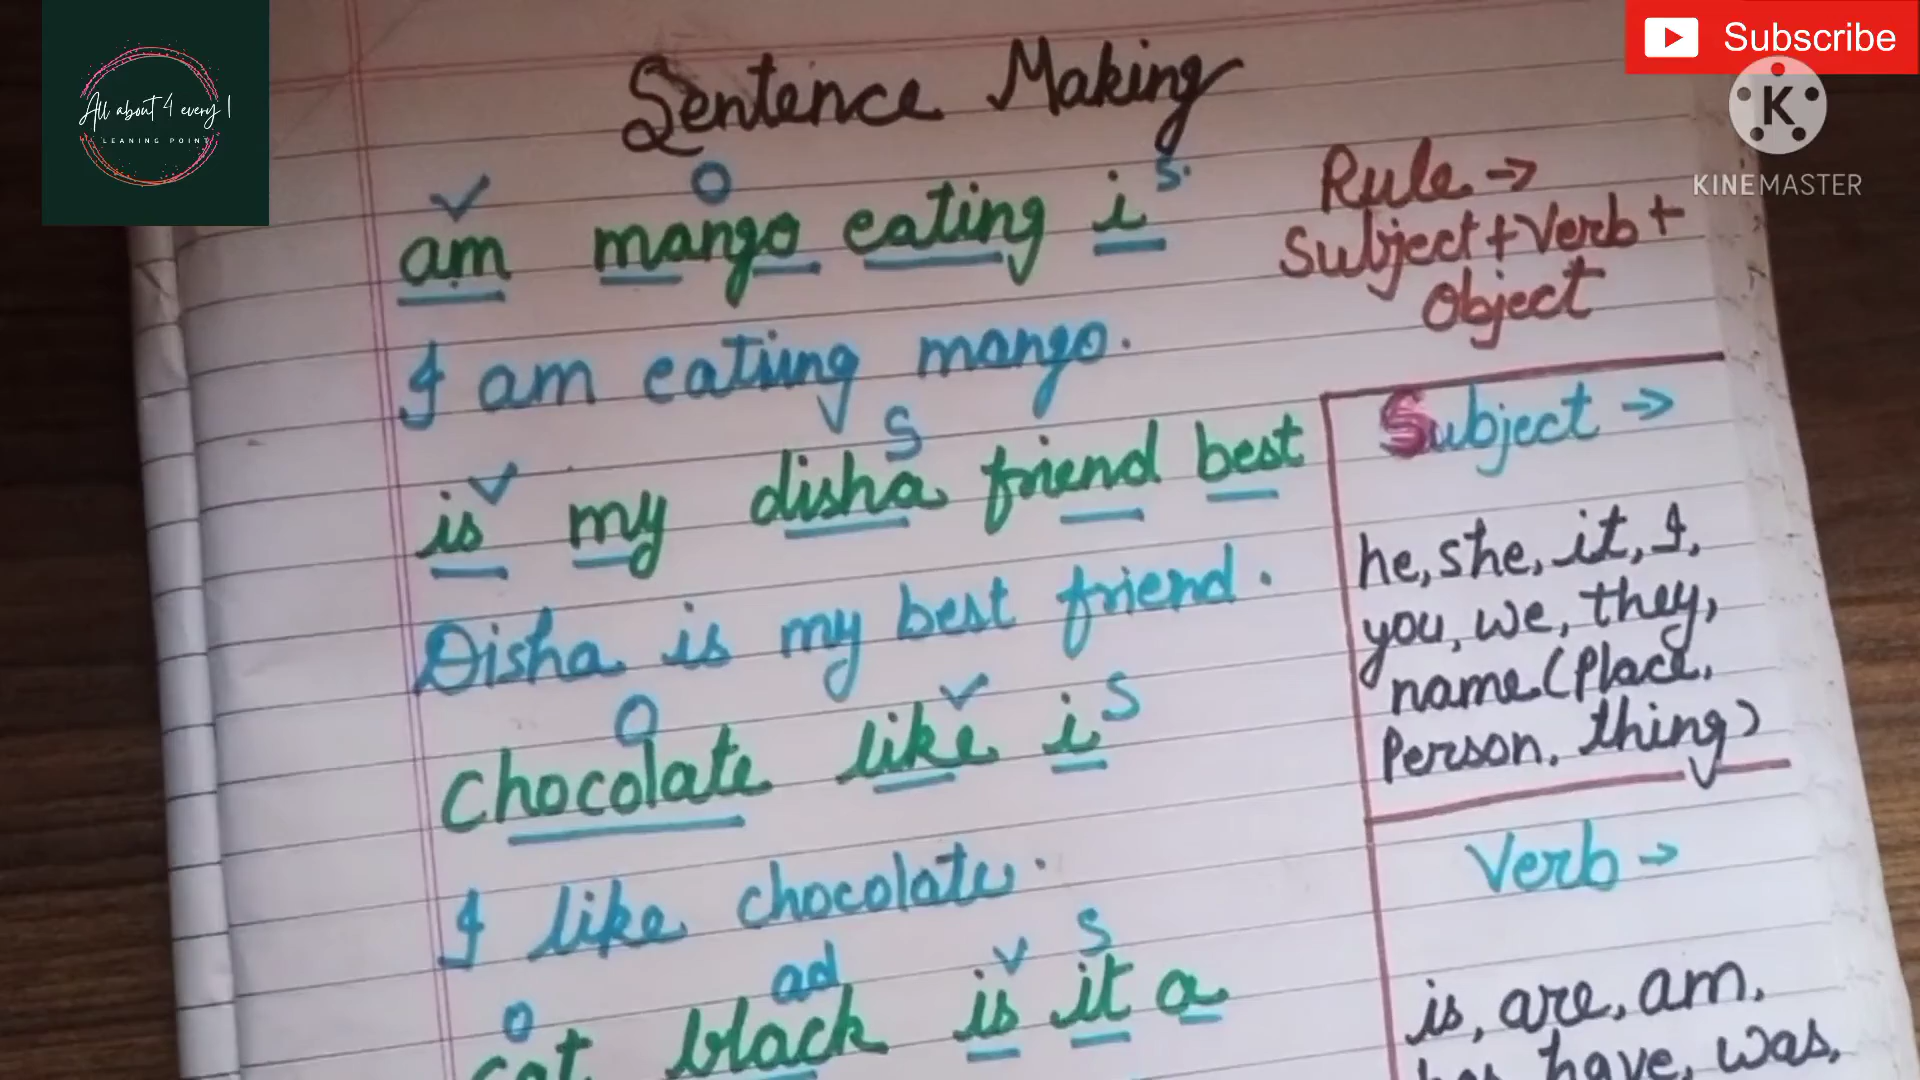 All about 4 every 1
LEANING POINT
Subscribe
K
KINEMASTER
Sentence Making
O
S.
am mango eating i
I am eating mango.
V S
is my disha friend best
Disha is my best friend.
O V S
chocolate like i
I like chocolate.
O ad V S
cat black is it a
Rule →
Subject + Verb +
Object
Subject →
he, she, it, I,
you, we, they,
name (Place,
Person, thing)
Verb →
is, are, am,
has, have, was,